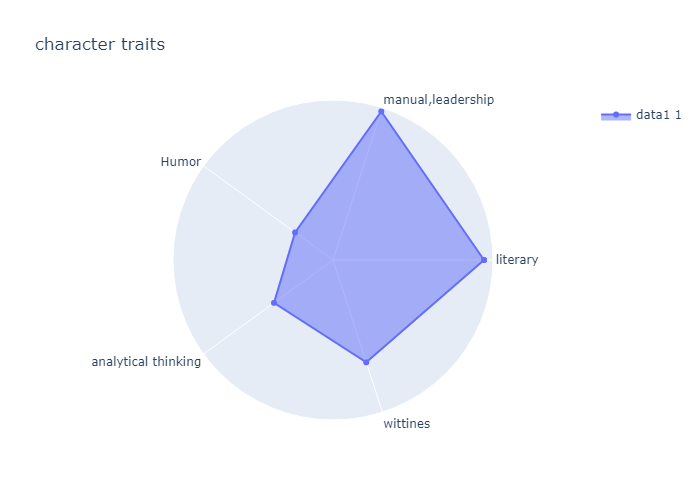 character traits
manual,leadership
data1 1
Humor
literary
analytical thinking
wittines